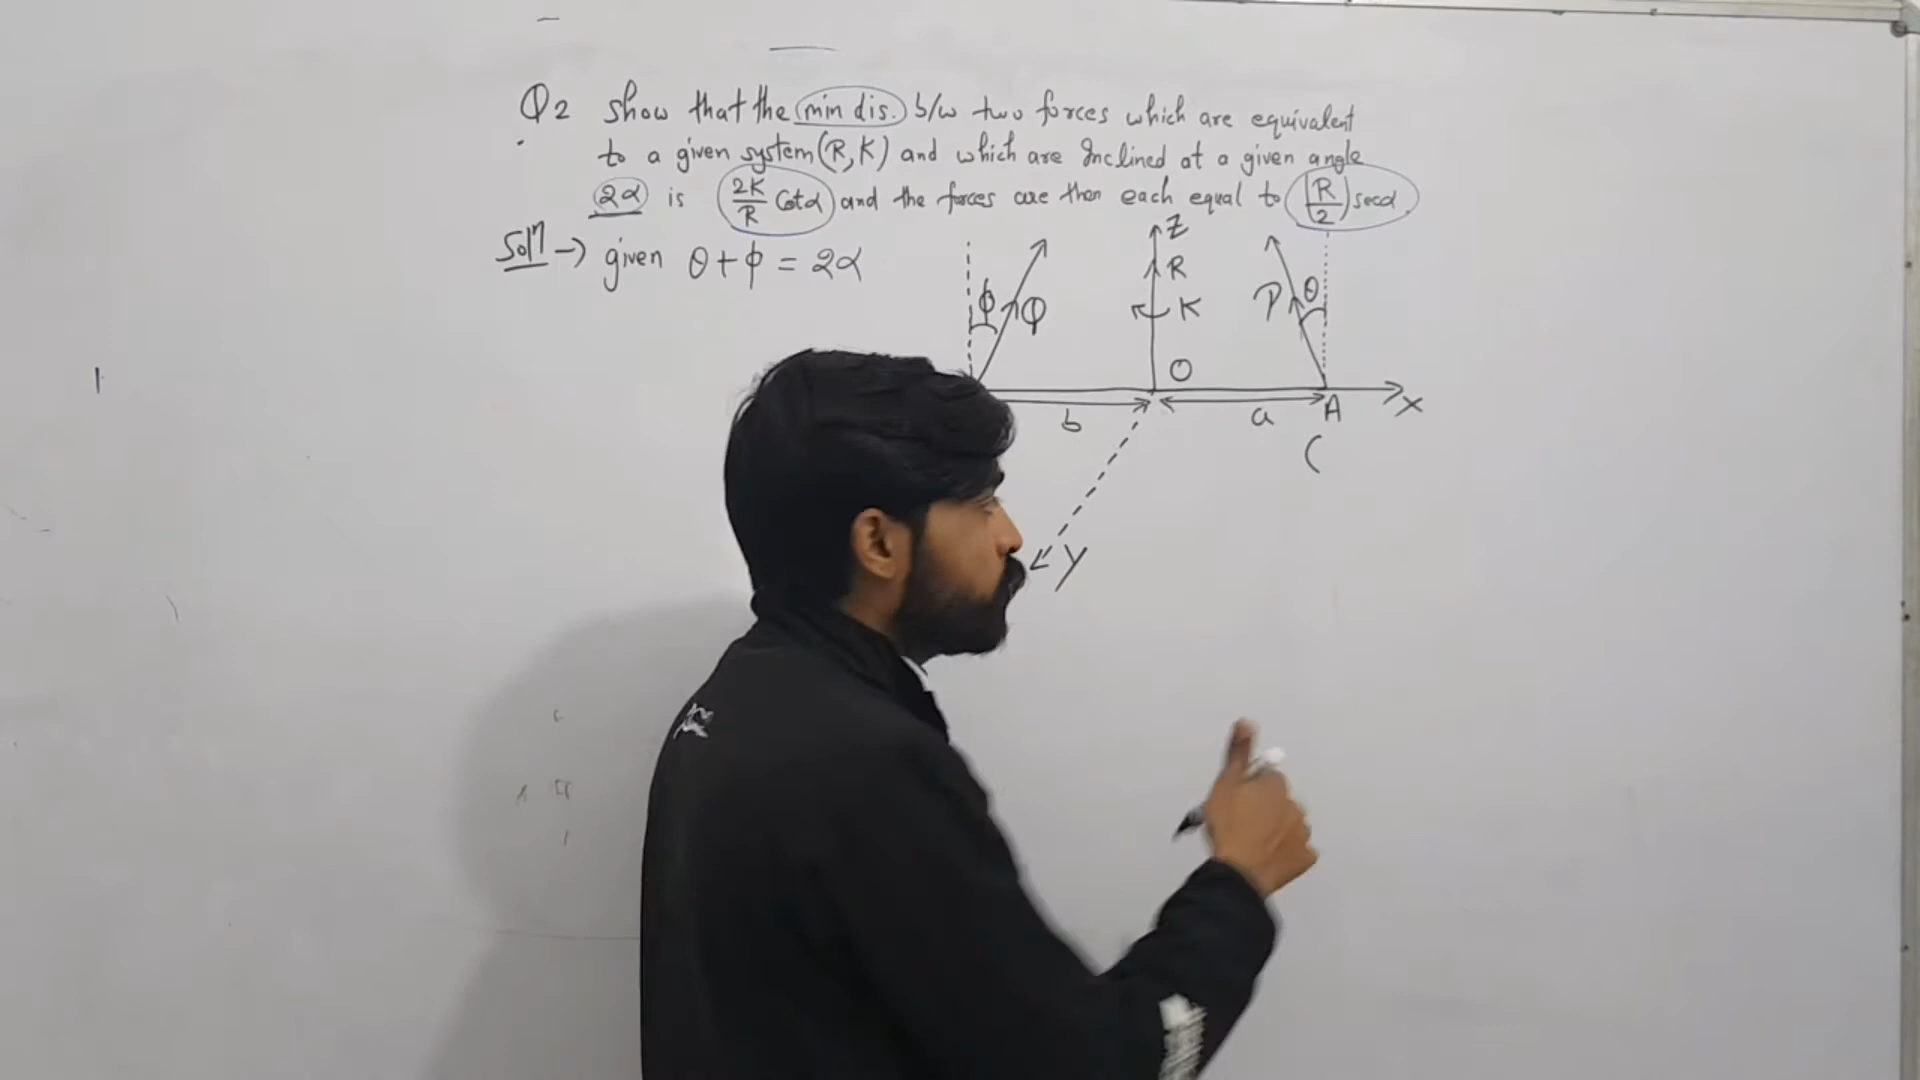 Q2 show that the min dis. b/w two forces which are equivalent
to a given system (R, K) and which are Inclined at a given angle
2α is 2K/R Cotα and the forces are then each equal to (R/2) secα.
Solⁿ → given θ + ϕ = 2α
Z
R
K
ϕ
Q
P
θ
O
b
a
A
X
(
Y